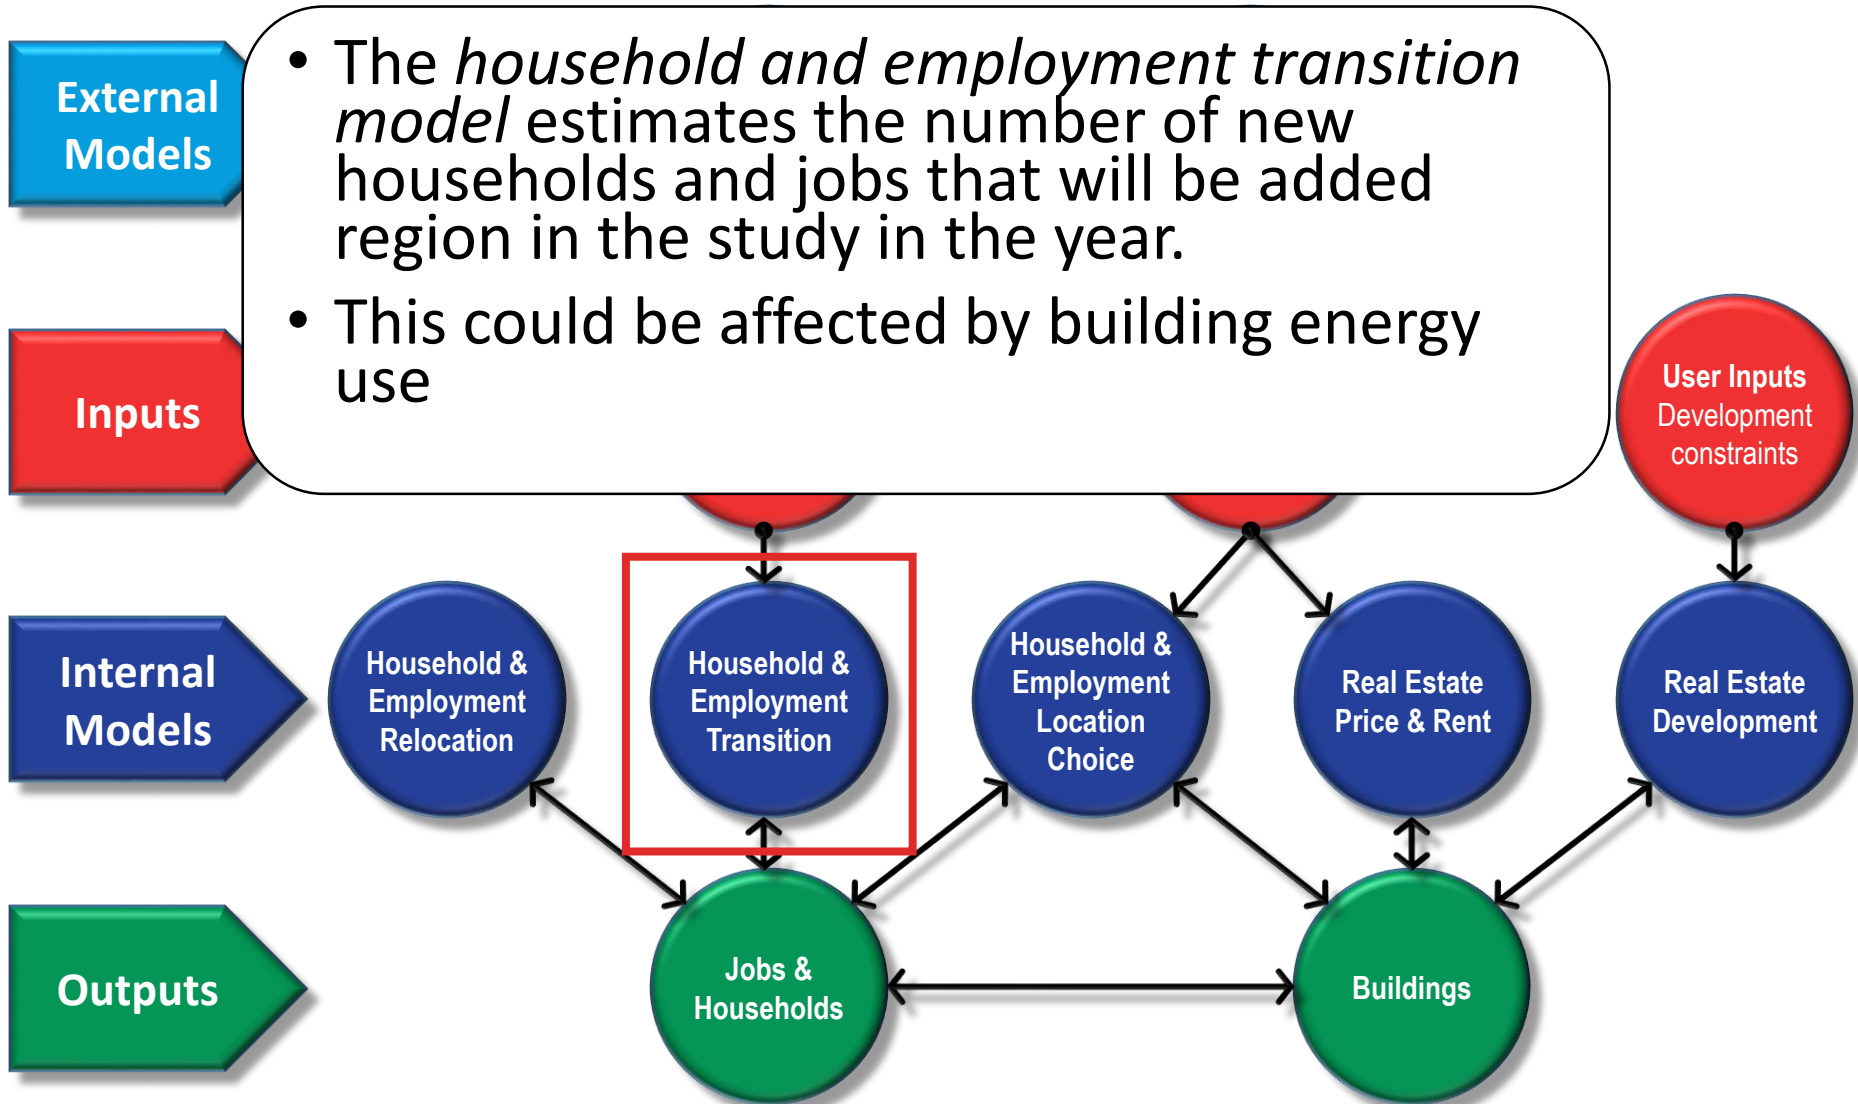 External
Models
• The household and employment transition
model estimates the number of new
households and jobs that will be added
region in the study in the year.
• This could be affected by building energy
use
Inputs
User Inputs
Development
constraints
Internal
Models
Household &
Employment
Relocation
Household &
Employment
Transition
Household &
Employment
Location
Choice
Real Estate
Price & Rent
Real Estate
Development
Outputs
Jobs &
Households
Buildings